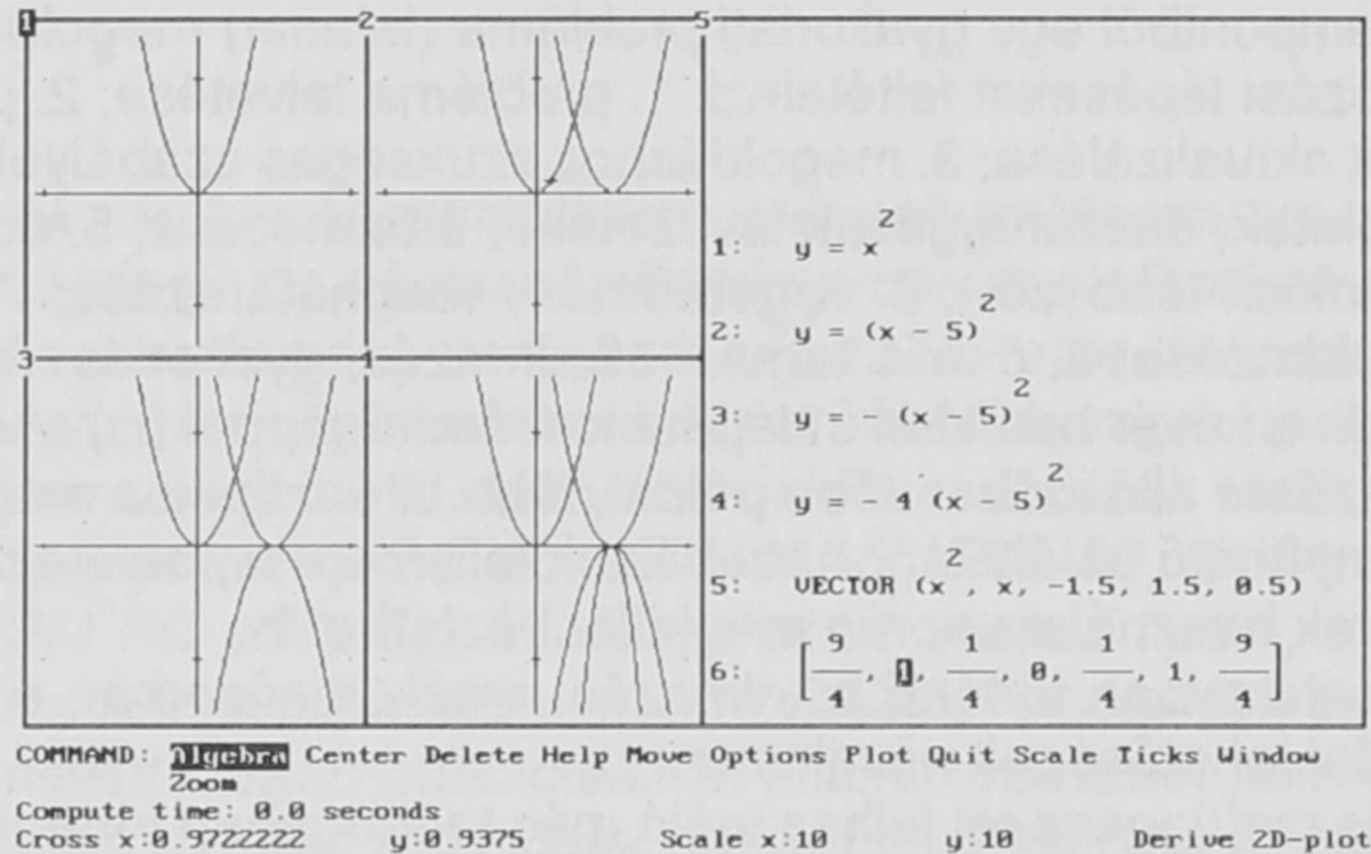 1 2 5
2
1: y = x
2
2: y = (x - 5)
3 4
2
3: y = - (x - 5)
2
4: y = - 4 (x - 5)
2
5: VECTOR (x , x, -1.5, 1.5, 0.5)
9 1 1 9
6: [ , 1, , 0, , 1, ]
4 4 4 4
COMMAND: Algebra Center Delete Help Move Options Plot Quit Scale Ticks Window
Zoom
Compute time: 0.0 seconds
Cross x:0.9722222 y:0.9375 Scale x:10 y:10 Derive 2D-plot